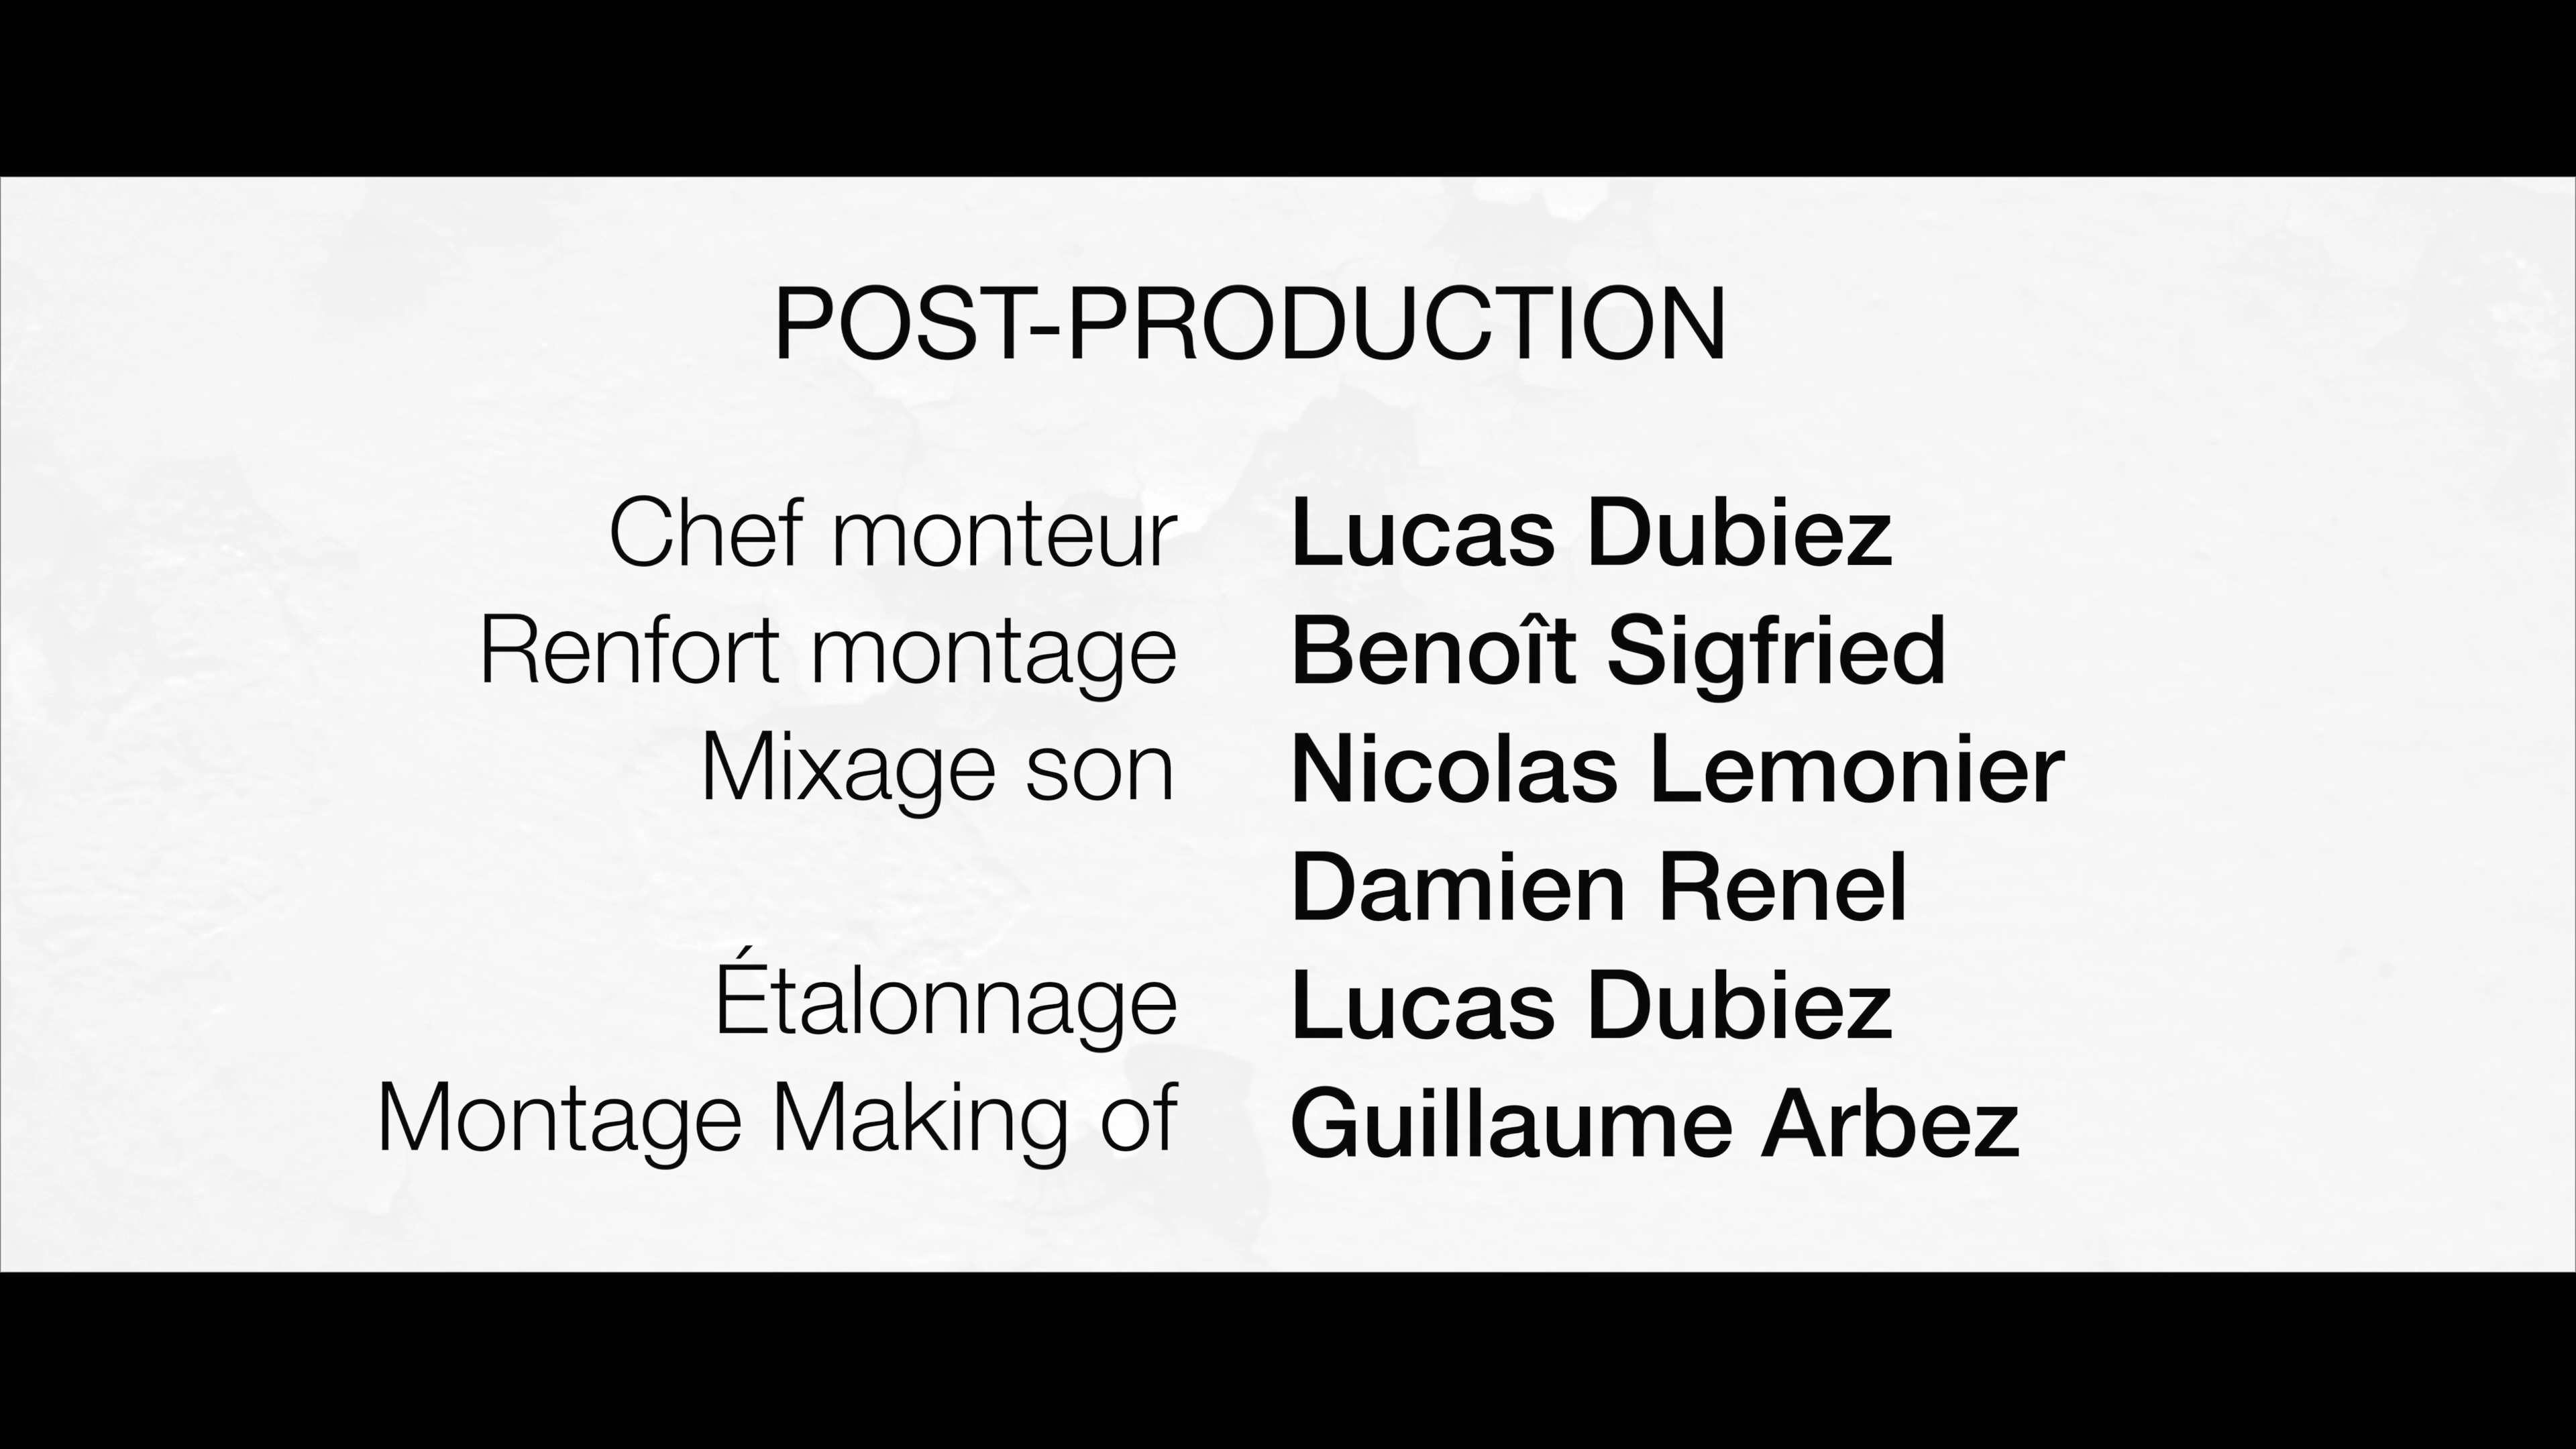 POST-PRODUCTION
Chef monteur Lucas Dubiez
Renfort montage Benoît Sigfried
Mixage son Nicolas Lemonier
Damien Renel
Étalonnage Lucas Dubiez
Montage Making of Guillaume Arbez